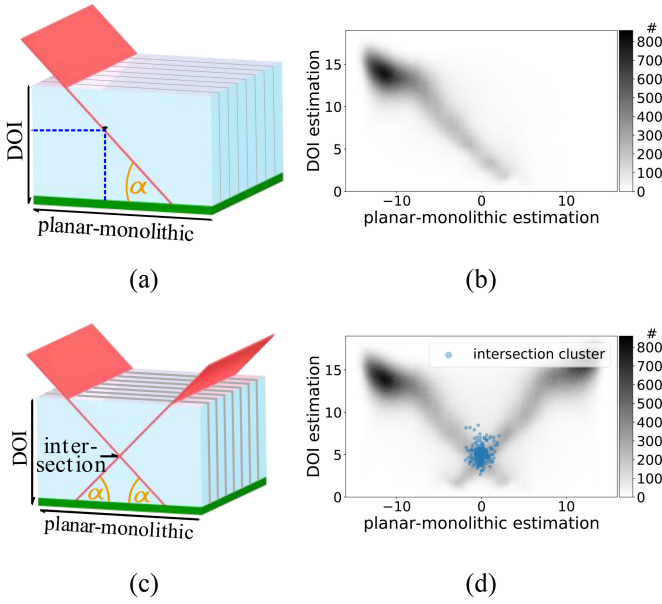 DOI
α
planar-monolithic
(a)
#
800
700
600
500
400
300
200
100
0
DOI estimation
15
10
5
0
−10 0 10
planar-monolithic estimation
(b)
DOI
inter-
section
α α
planar-monolithic
(c)
#
800
700
600
500
400
300
200
100
0
intersection cluster
DOI estimation
15
10
5
0
−10 0 10
planar-monolithic estimation
(d)